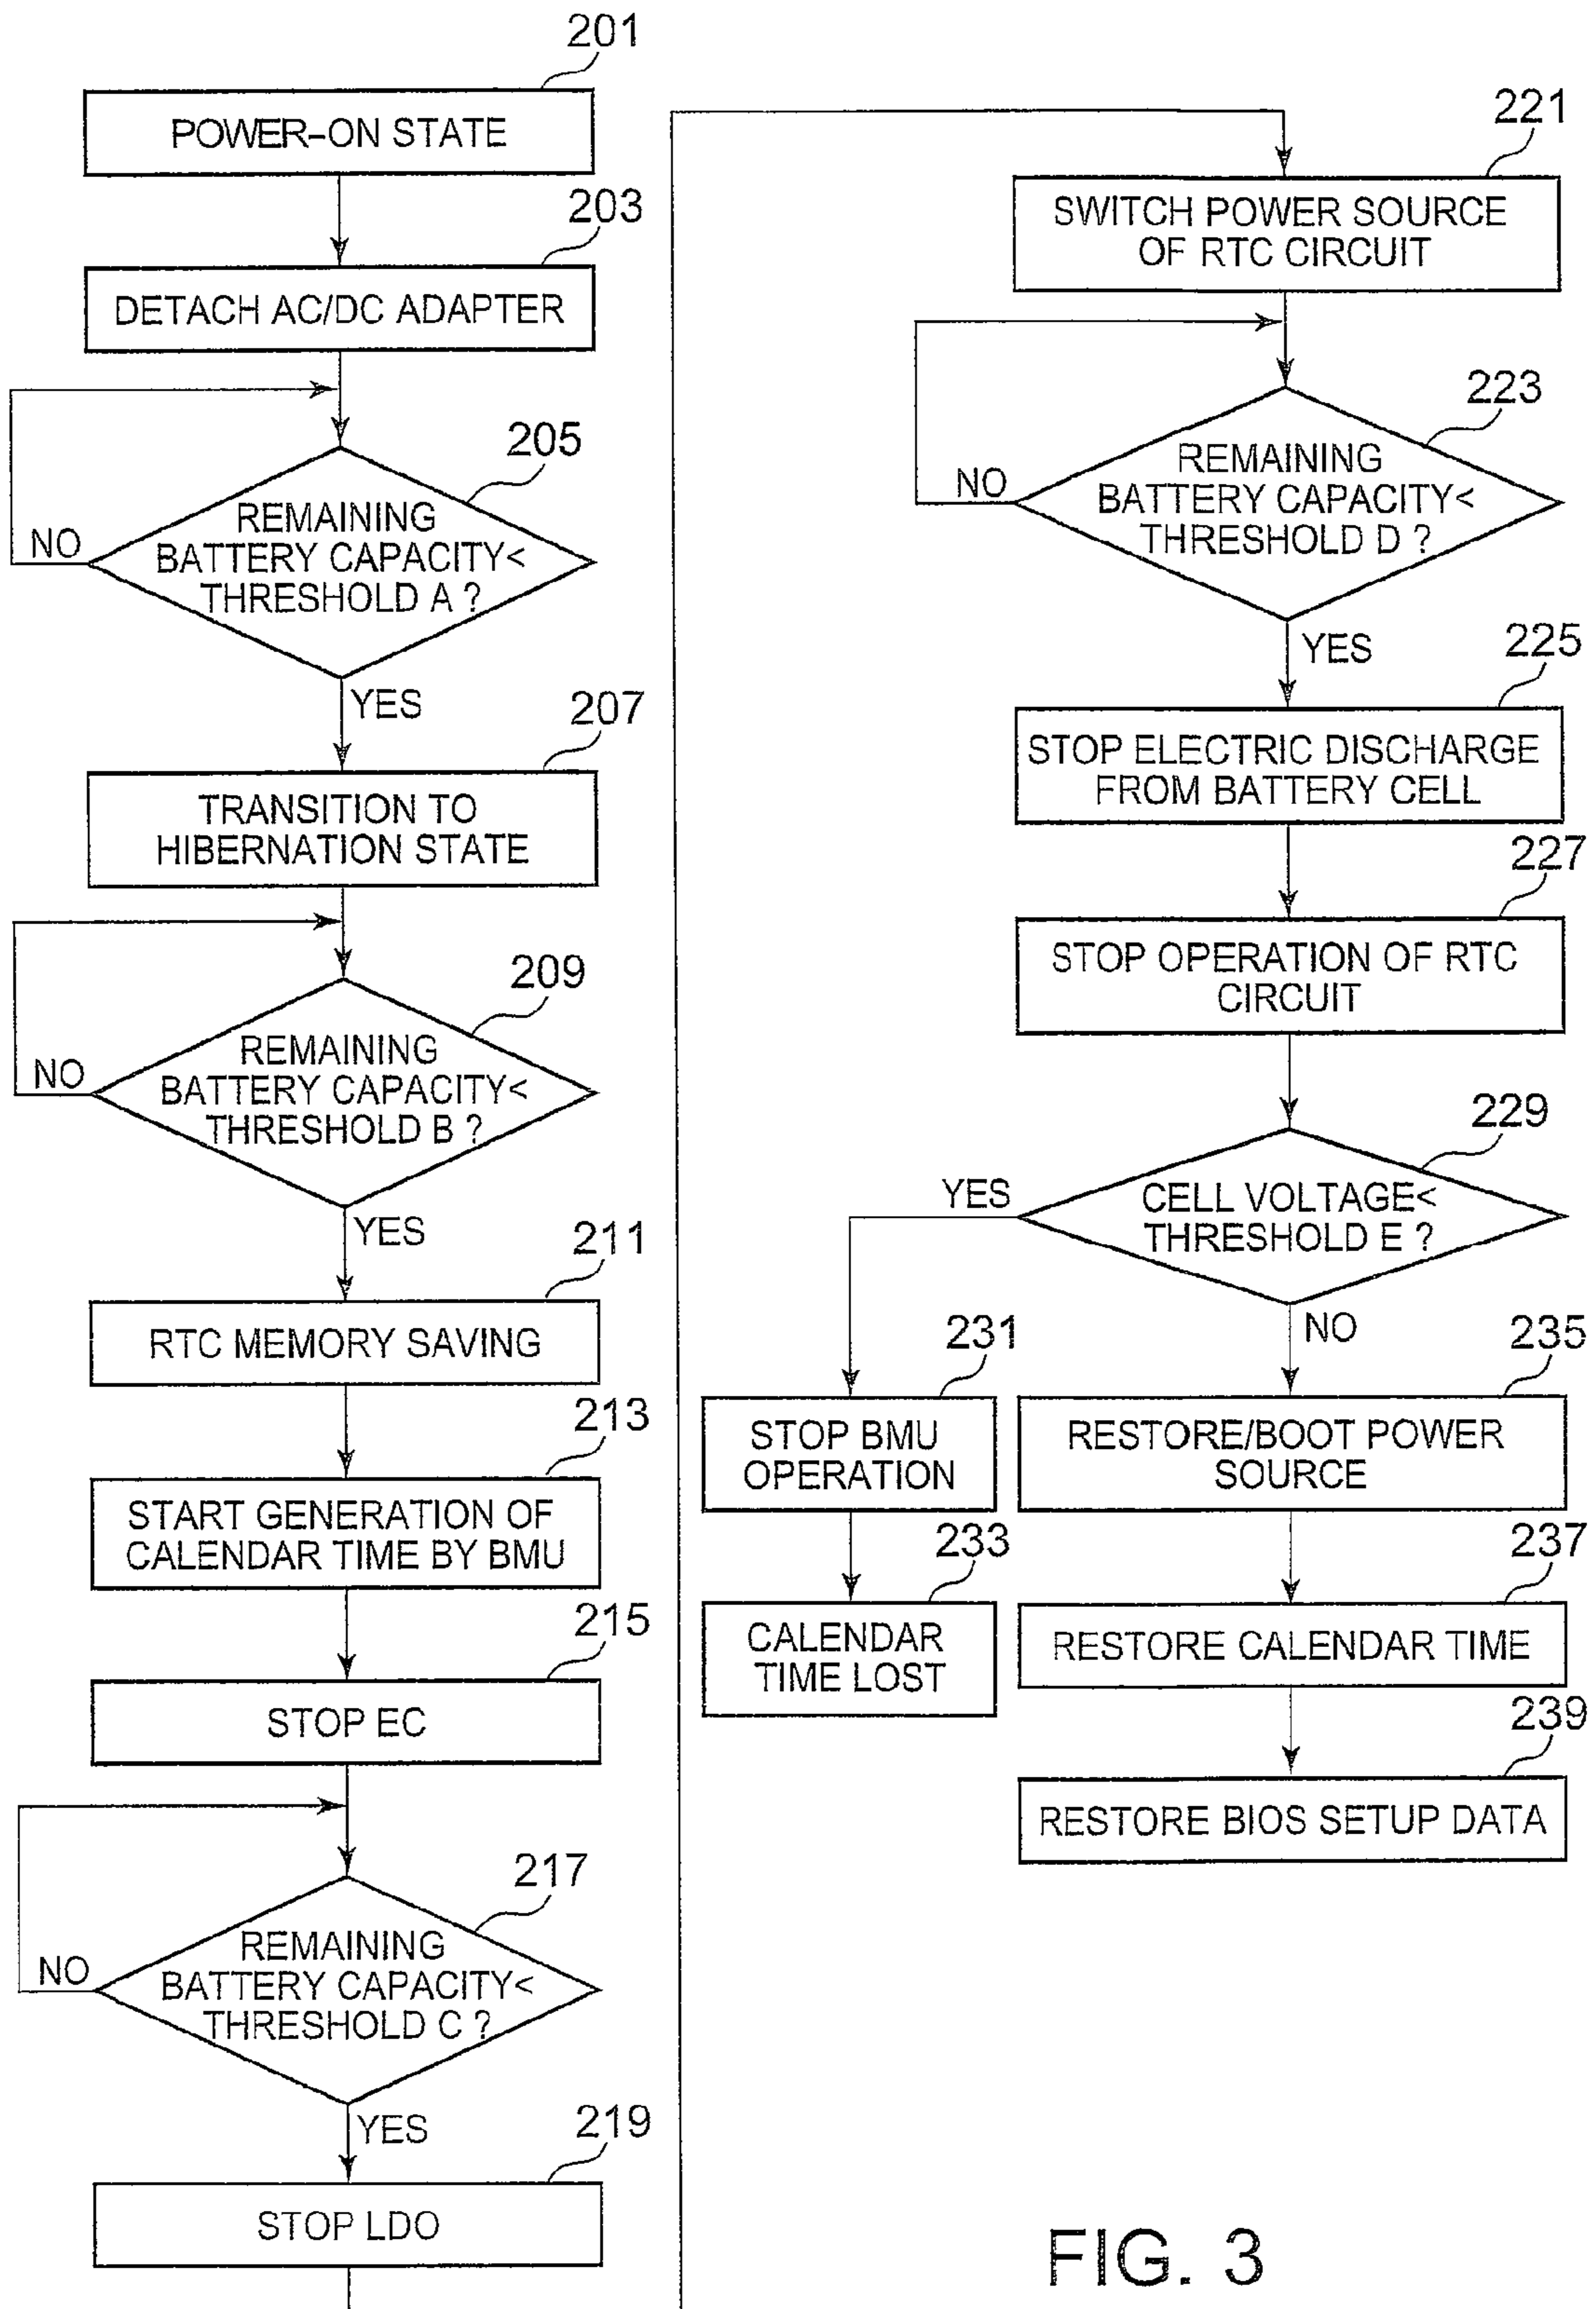 201
POWER-ON STATE
203
DETACH AC/DC ADAPTER
205
REMAINING
BATTERY CAPACITY<
THRESHOLD A ?
NO
YES
207
TRANSITION TO
HIBERNATION STATE
209
REMAINING
BATTERY CAPACITY<
THRESHOLD B ?
NO
YES
211
RTC MEMORY SAVING
213
START GENERATION OF
CALENDAR TIME BY BMU
215
STOP EC
217
REMAINING
BATTERY CAPACITY<
THRESHOLD C ?
NO
YES
219
STOP LDO
221
SWITCH POWER SOURCE
OF RTC CIRCUIT
223
REMAINING
BATTERY CAPACITY<
THRESHOLD D ?
NO
YES
225
STOP ELECTRIC DISCHARGE
FROM BATTERY CELL
227
STOP OPERATION OF RTC
CIRCUIT
229
CELL VOLTAGE<
THRESHOLD E ?
YES
NO
231
STOP BMU
OPERATION
233
CALENDAR
TIME LOST
235
RESTORE/BOOT POWER
SOURCE
237
RESTORE CALENDAR TIME
239
RESTORE BIOS SETUP DATA
FIG. 3